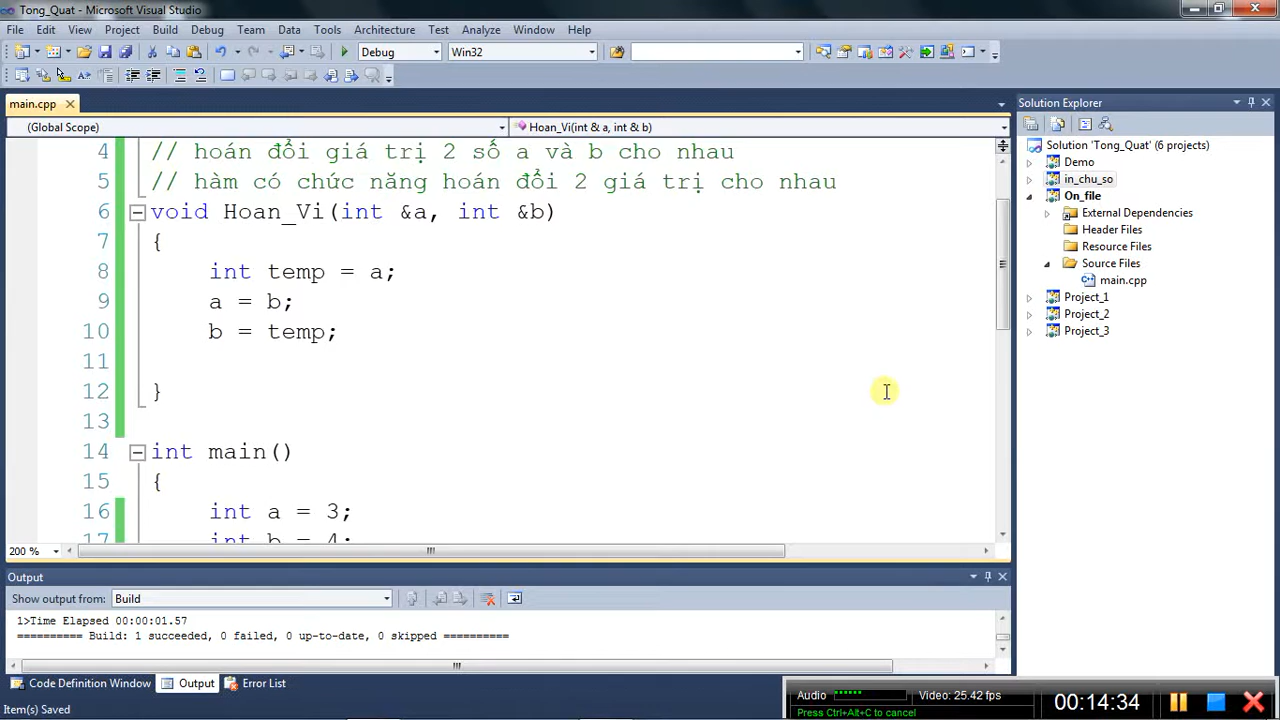 Tong_Quat - Microsoft Visual Studio
File Edit View Project Build Debug Team Data Tools Architecture Test Analyze Window Help
Debug Win32
main.cpp
(Global Scope) Hoan_Vi(int & a, int & b)
4 // hoán đổi giá trị 2 số a và b cho nhau
5 // hàm có chức năng hoán đổi 2 giá trị cho nhau
6 void Hoan_Vi(int &a, int &b)
7 {
8 int temp = a;
9 a = b;
10 b = temp;
11
12 }
13
14 int main()
15 {
16 int a = 3;
17 int b = 4;
200 %
Solution Explorer
Solution 'Tong_Quat' (6 projects)
Demo
in_chu_so
On_file
External Dependencies
Header Files
Resource Files
Source Files
main.cpp
Project_1
Project_2
Project_3
Output
Show output from: Build
1>Time Elapsed 00:00:01.57
========== Build: 1 succeeded, 0 failed, 0 up-to-date, 0 skipped ==========
Code Definition Window Output Error List
Item(s) Saved
Audio Video: 25.42 fps
Press Ctrl+Alt+C to cancel
00:14:34